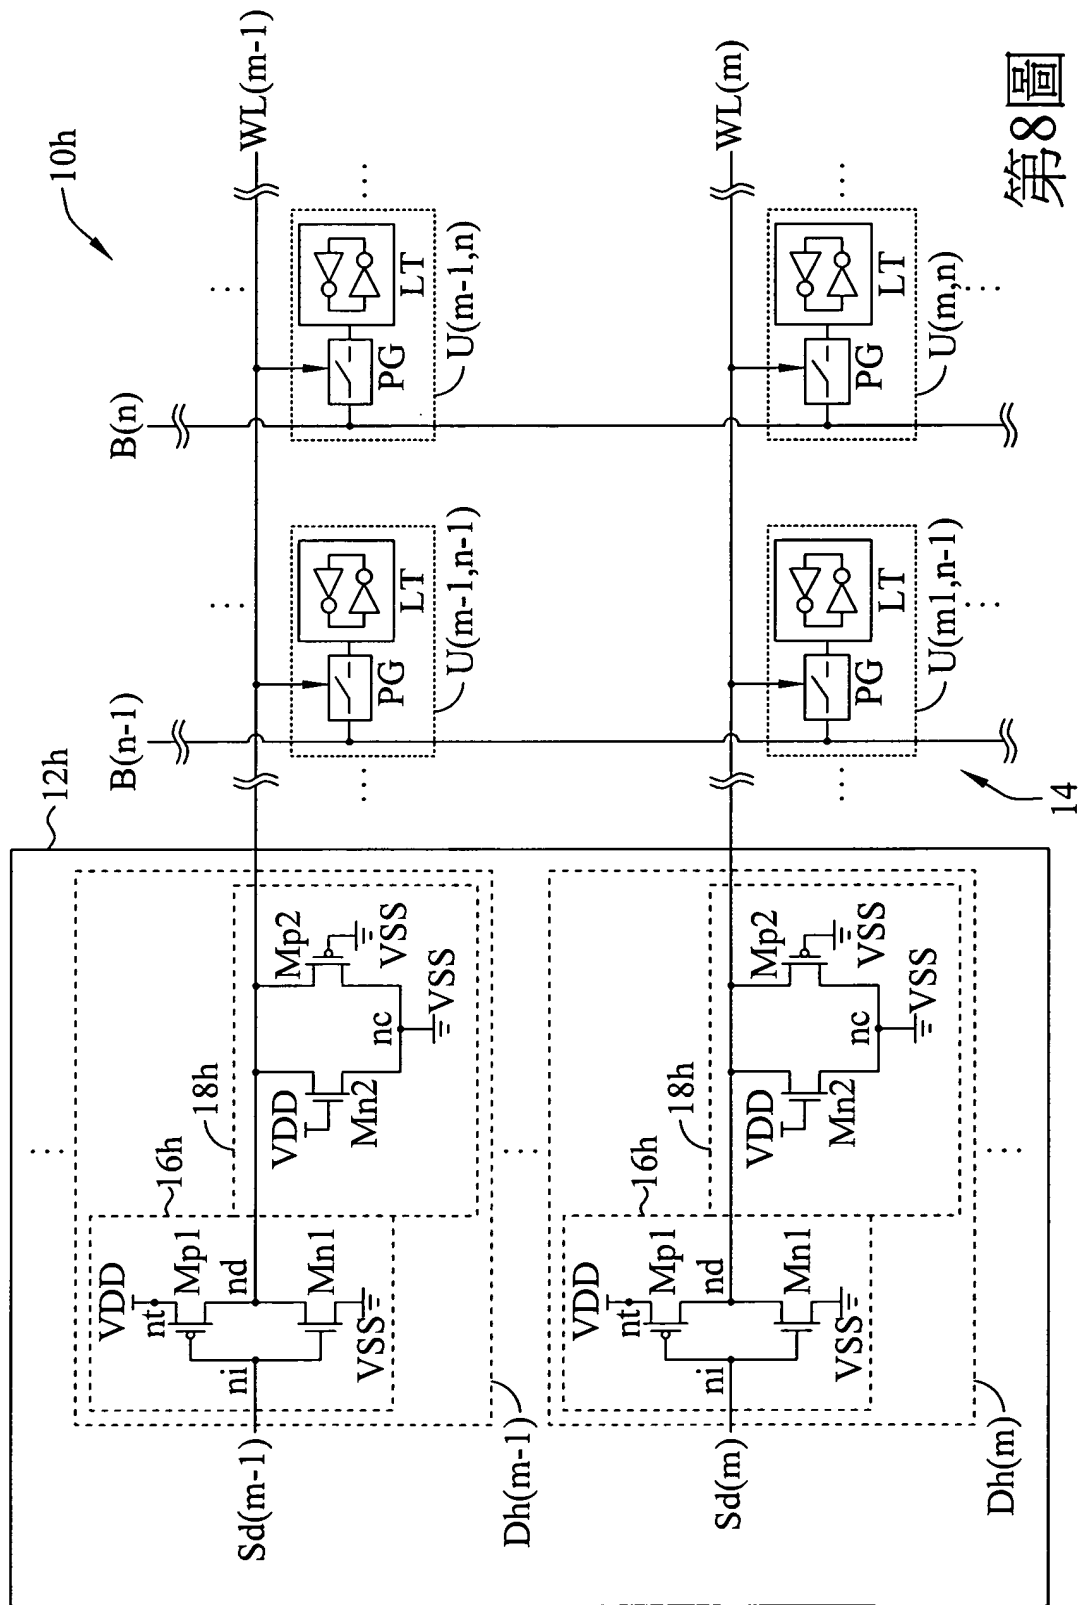 10h
B(n-1)
B(n)
12h
WL(m-1)
Dh(m-1)
16h
18h
VDD
nt
Mp1
nd
ni
Mn1
VSS
Sd(m-1)
VDD
Mn2
nc
Mp2
VSS
VSS
PG
LT
U(m-1,n-1)
PG
LT
U(m-1,n)
WL(m)
Dh(m)
16h
18h
VDD
nt
Mp1
nd
ni
Mn1
VSS
Sd(m)
VDD
Mn2
nc
Mp2
VSS
VSS
PG
LT
U(m1,n-1)
PG
LT
U(m,n)
14
第8圖